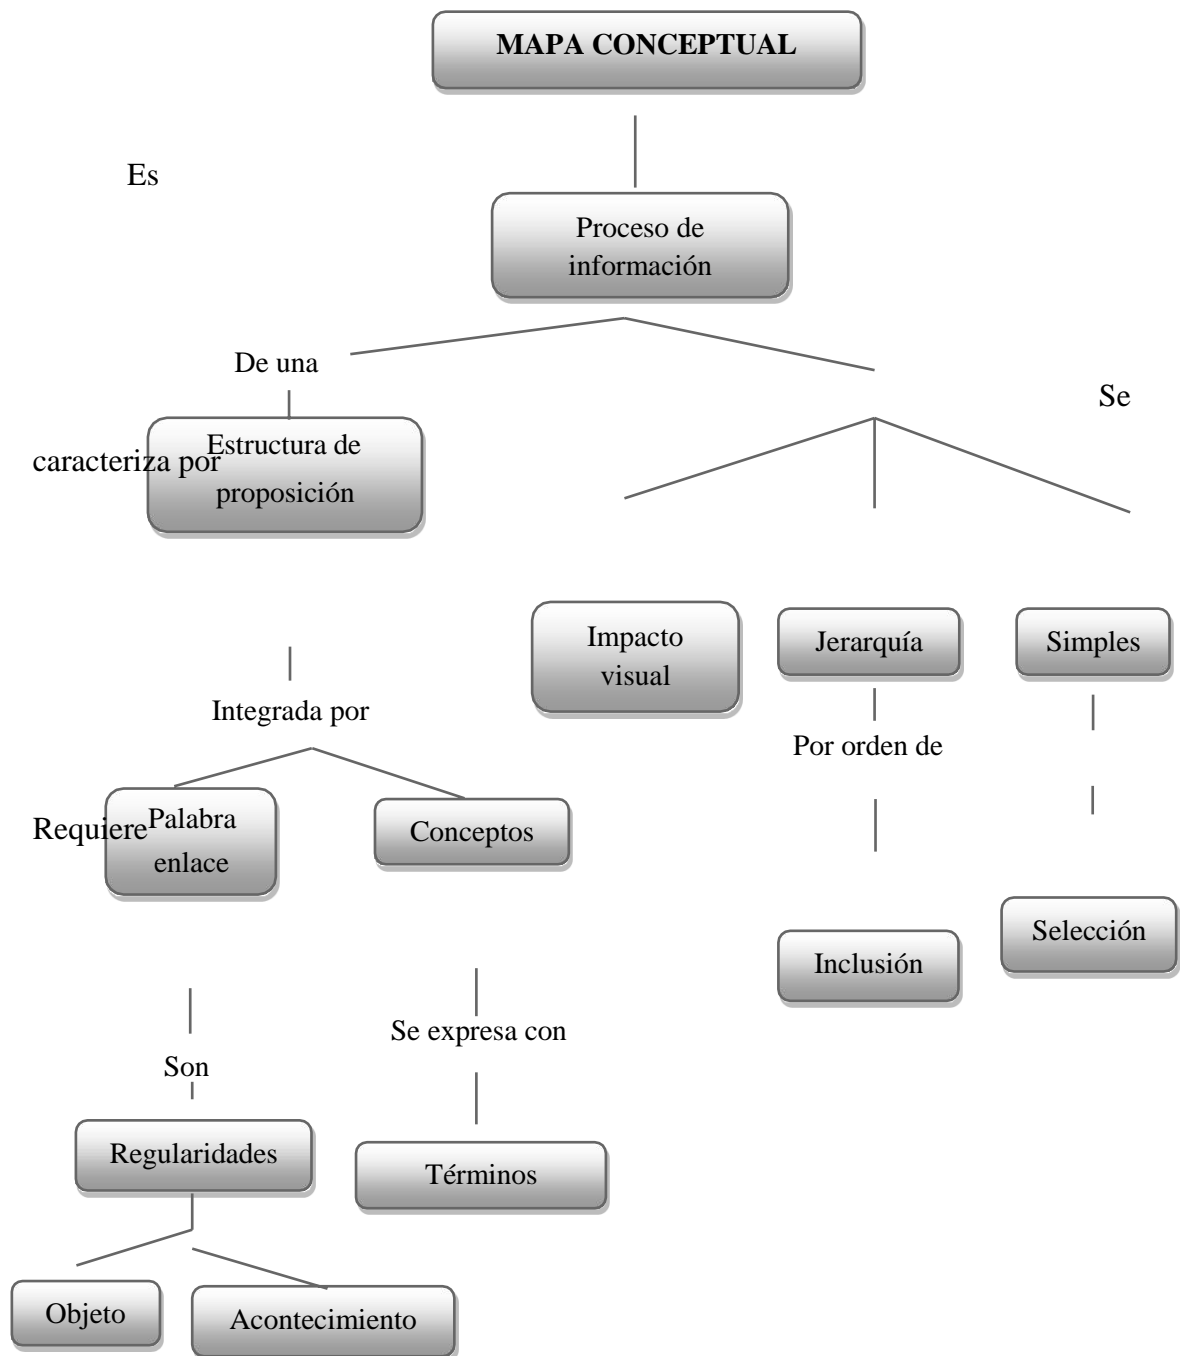 MAPA CONCEPTUAL
Es
Proceso de
información
De una
Se
caracteriza por
Estructura de
proposición
Impacto
visual
Jerarquía
Simples
Integrada por
Por orden de
Requiere
Palabra
enlace
Conceptos
Inclusión
Selección
Se expresa con
Son
Regularidades
Términos
Objeto
Acontecimiento